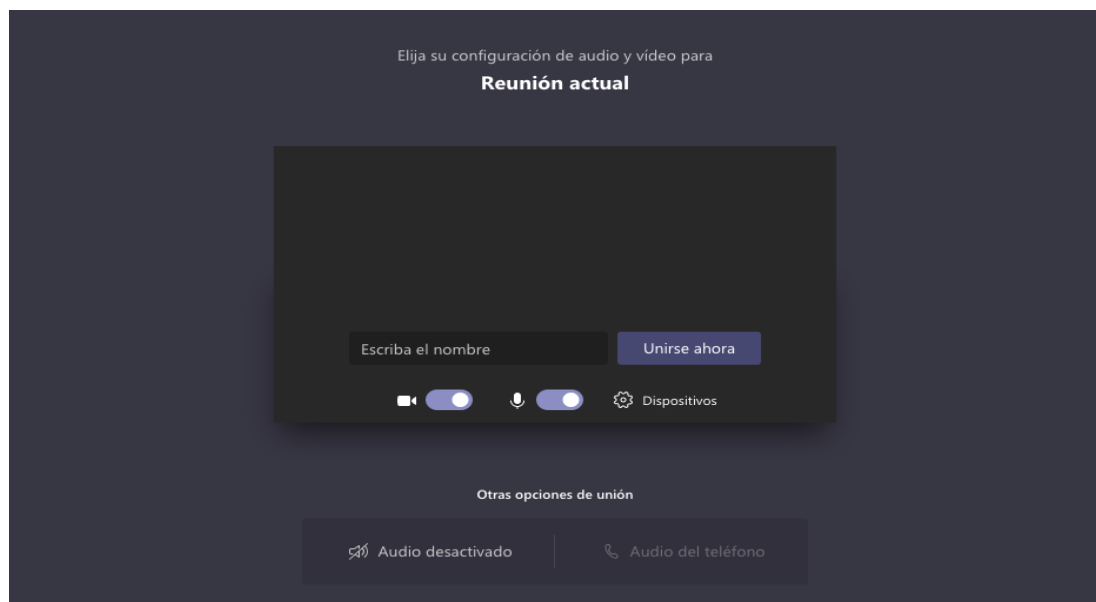 Elija su configuración de audio y vídeo para
Reunión actual
Escriba el nombre
Unirse ahora
Dispositivos
Otras opciones de unión
Audio desactivado
Audio del teléfono